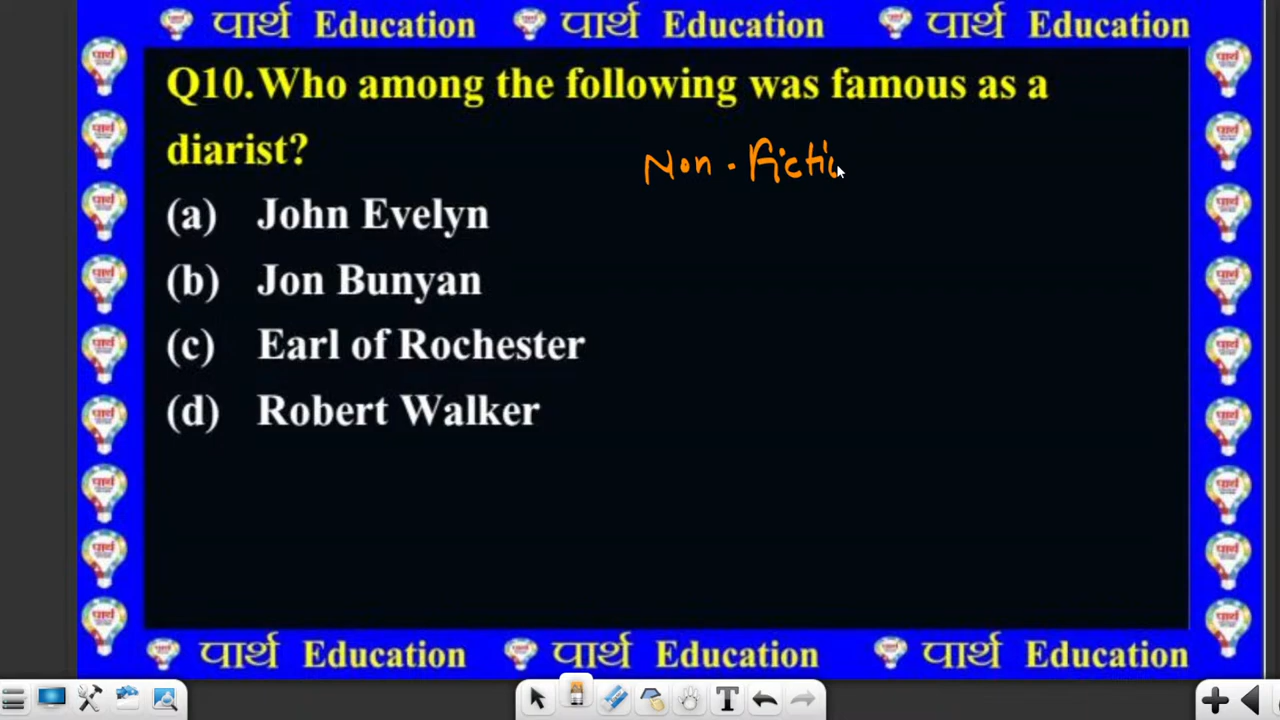 पार्थ Education पार्थ Education पार्थ Education
Q10.Who among the following was famous as a
diarist?
Non - Fictio
(a) John Evelyn
(b) Jon Bunyan
(c) Earl of Rochester
(d) Robert Walker
पार्थ Education पार्थ Education पार्थ Education